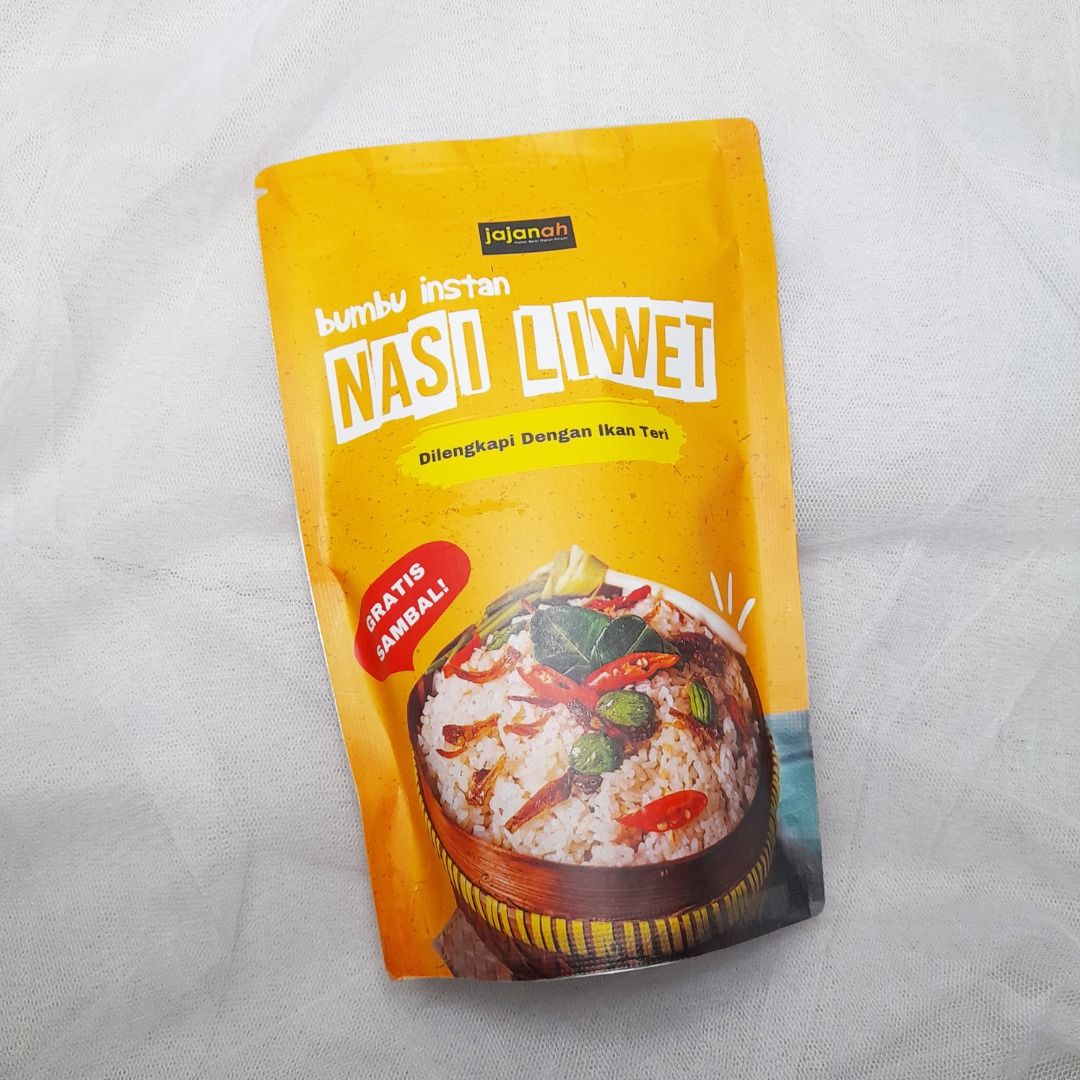 jajanah
bumbu instan
NASI LIWET
Dilengkapi Dengan Ikan Teri
GRATIS
SAMBAL!